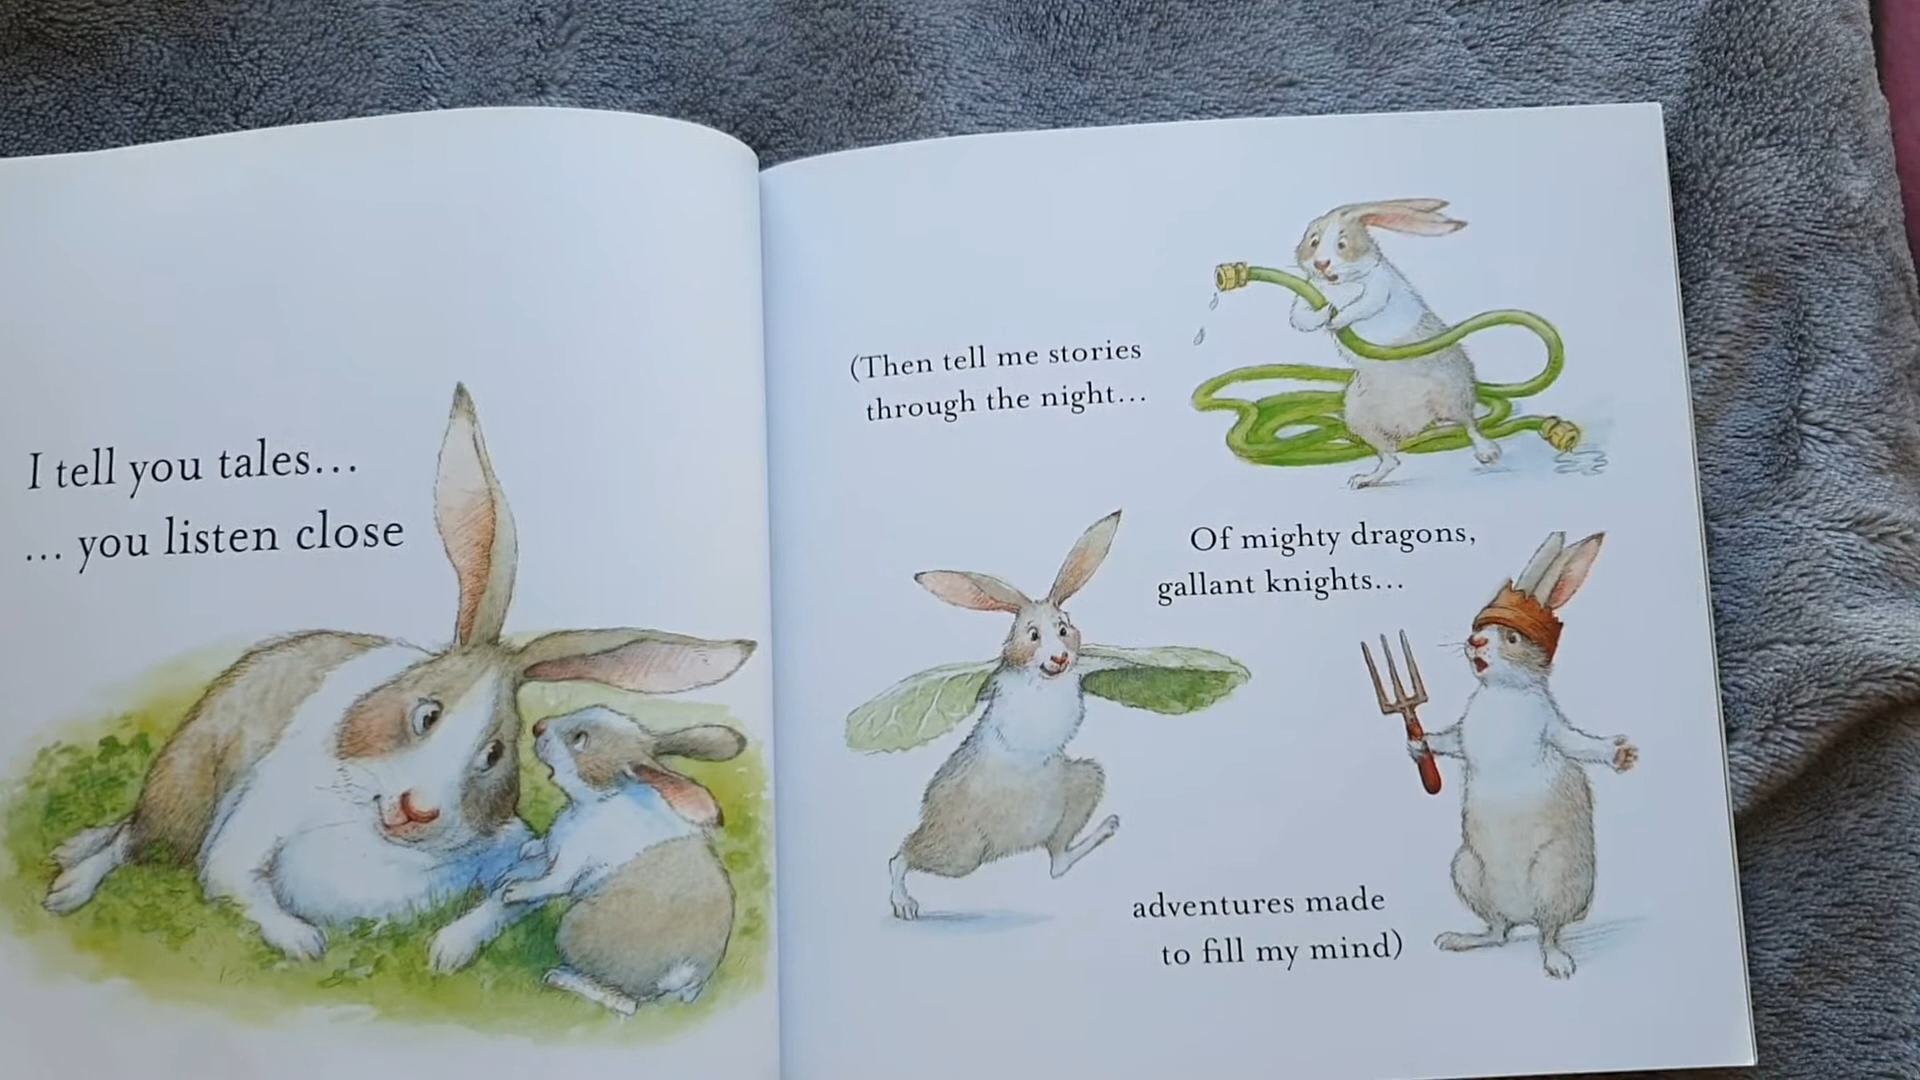 I tell you tales...
... you listen close
(Then tell me stories
through the night...
Of mighty dragons,
gallant knights...
adventures made
to fill my mind)